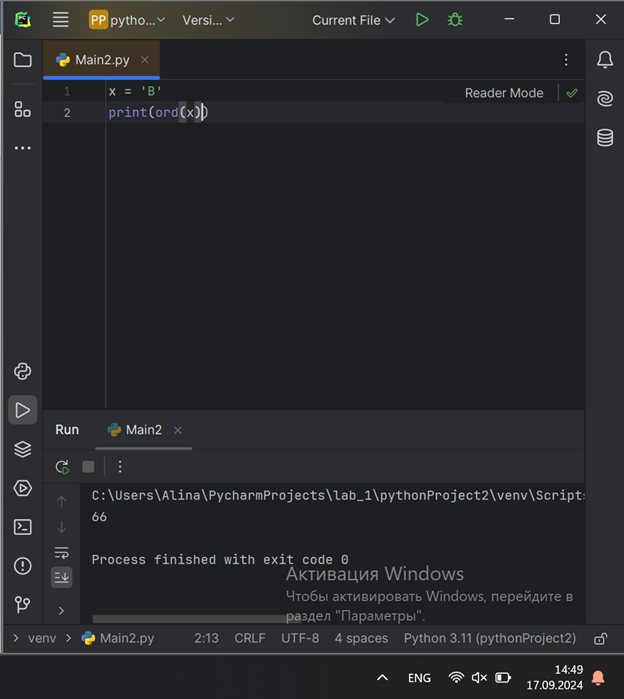 PC
PP pytho... Versi... Current File
Main2.py
1 x = 'B'
Reader Mode
2 print(ord(x))
Run Main2
C:\Users\Alina\PycharmProjects\lab_1\pythonProject2\venv\Scripts
66
Process finished with exit code 0
Активация Windows
Чтобы активировать Windows, перейдите в
раздел "Параметры".
venv Main2.py 2:13 CRLF UTF-8 4 spaces Python 3.11 (pythonProject2)
ENG
14:49
17.09.2024